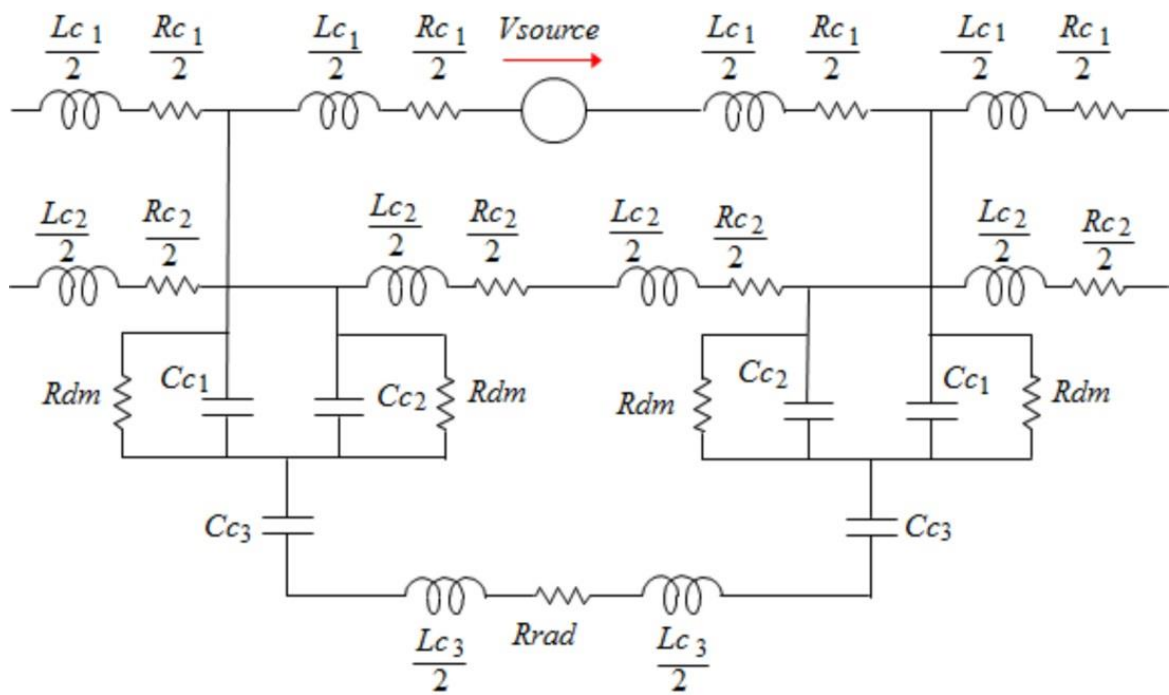 Lc1/2 Rc1/2 Lc1/2 Rc1/2 Vsource Lc1/2 Rc1/2 Lc1/2 Rc1/2
Lc2/2 Rc2/2 Lc2/2 Rc2/2 Lc2/2 Rc2/2 Lc2/2 Rc2/2
Rdm Cc1 Cc2 Rdm Rdm Cc2 Cc1 Rdm
Cc3 Cc3
Lc3/2 Rrad Lc3/2